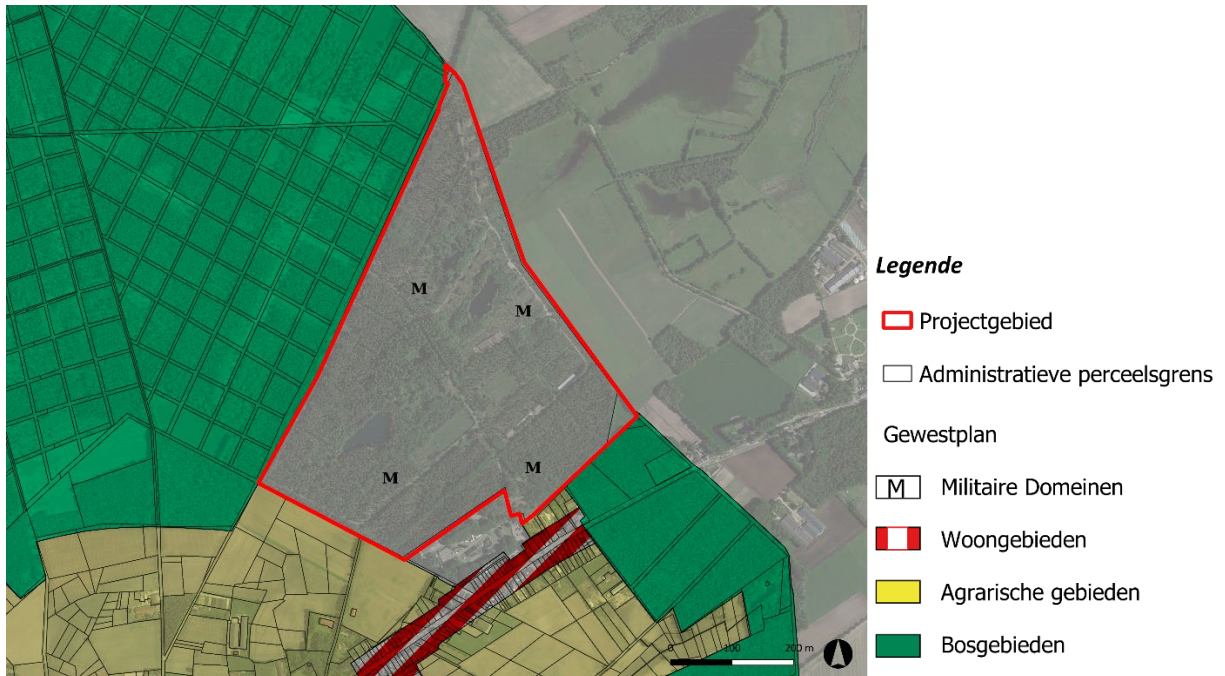 M
M
M
M
0 100 200 m
Legende
Projectgebied
Administratieve perceelsgrens
Gewestplan
M Militaire Domeinen
Woongebieden
Agrarische gebieden
Bosgebieden